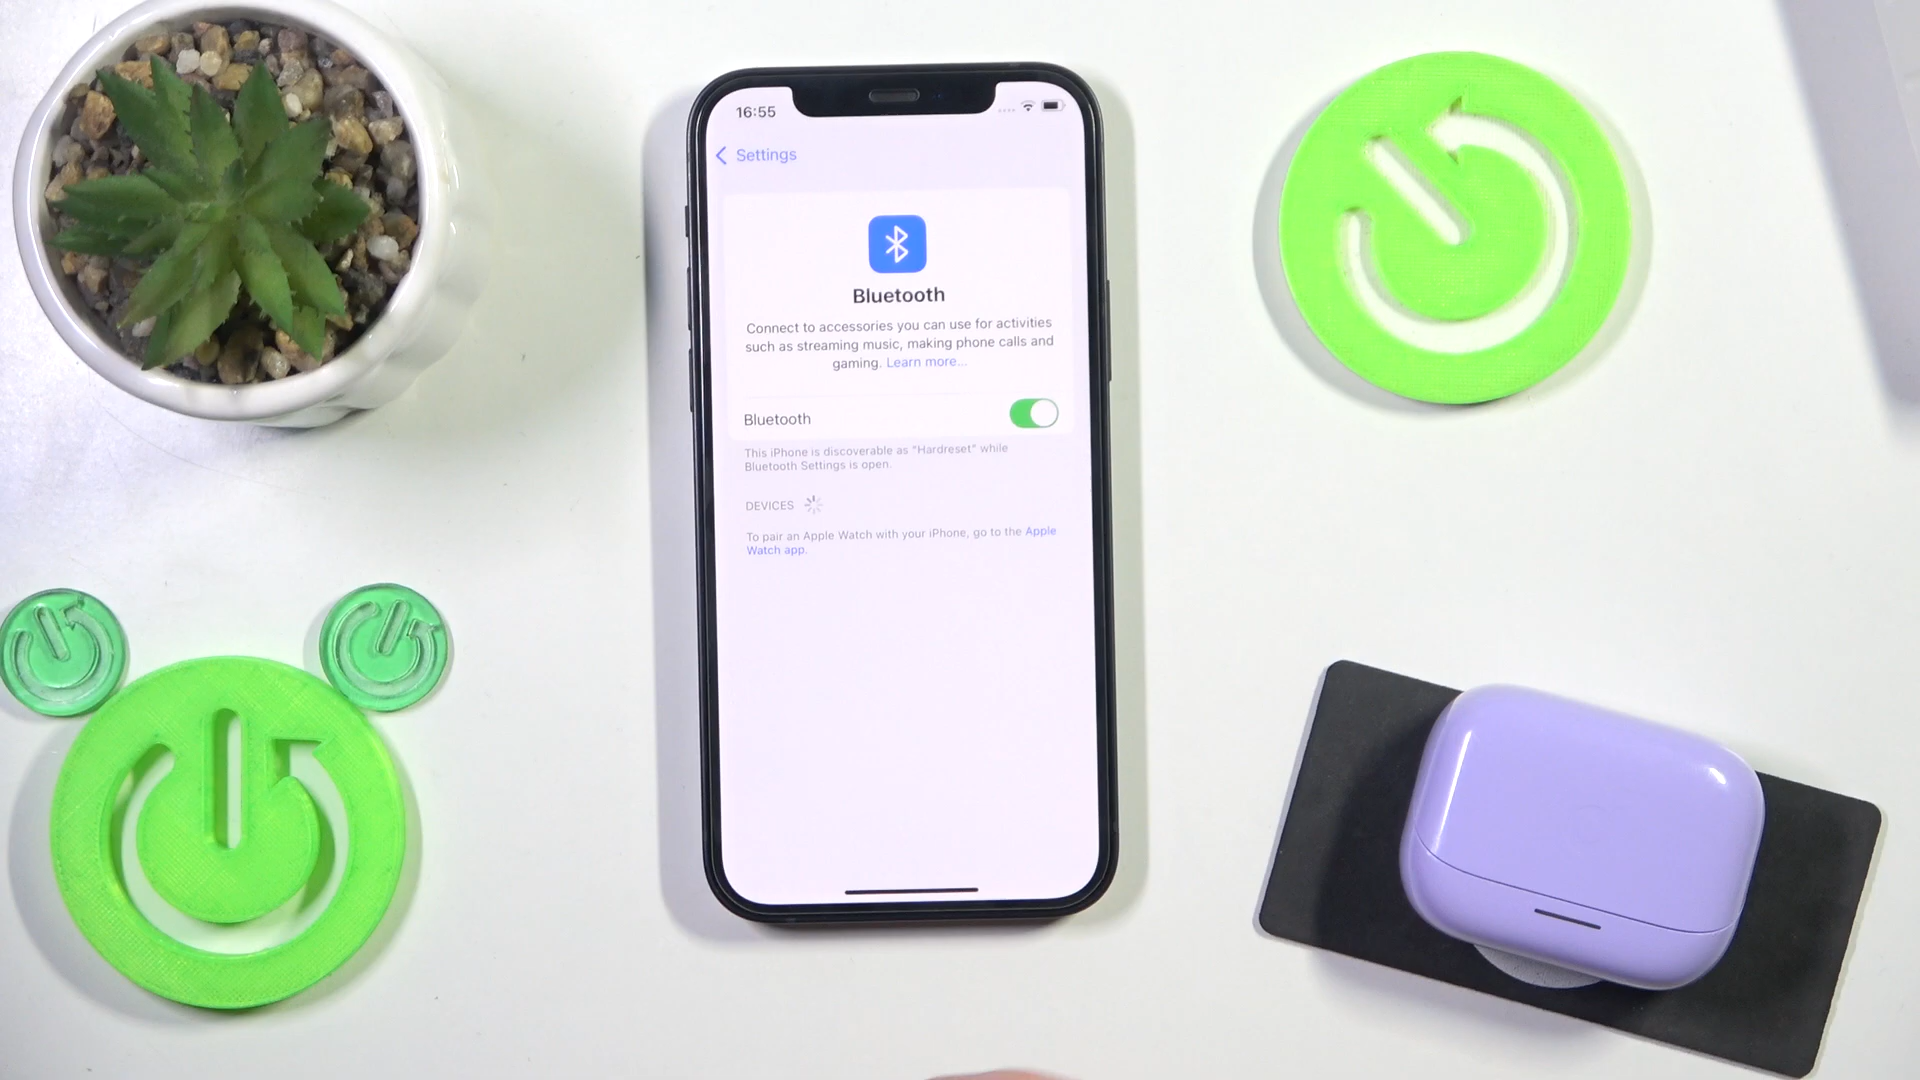 16:55
Settings
Bluetooth
Connect to accessories you can use for activities
such as streaming music, making phone calls and
gaming. Learn more...
Bluetooth
This iPhone is discoverable as "Hardreset" while
Bluetooth Settings is open.
DEVICES
To pair an Apple Watch with your iPhone, go to the Apple
Watch app.